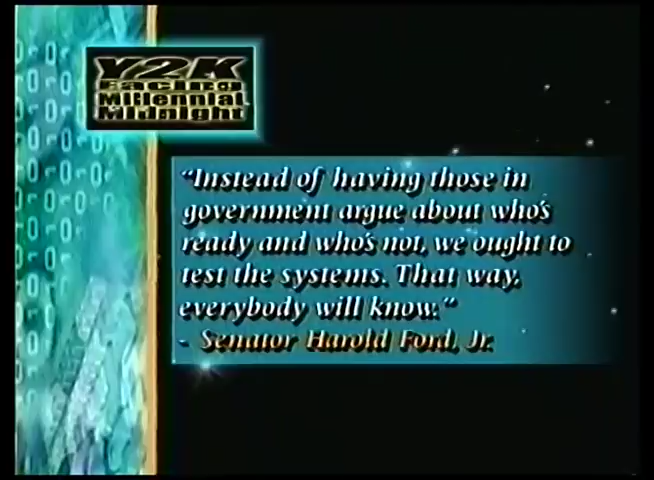 Y2K
Facing
Millennial
Midnight
"Instead of having those in
government argue about who's
ready and who's not, we ought to
test the systems. That way,
everybody will know."
- Senator Harold Ford, Jr.